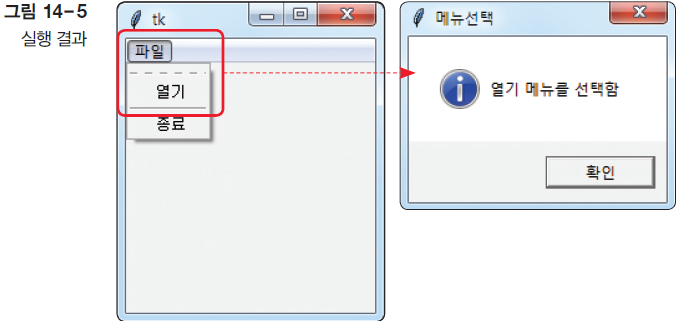 그림 14-5
실행 결과
tk
파일
열기
종료
메뉴선택
열기 메뉴를 선택함
확인